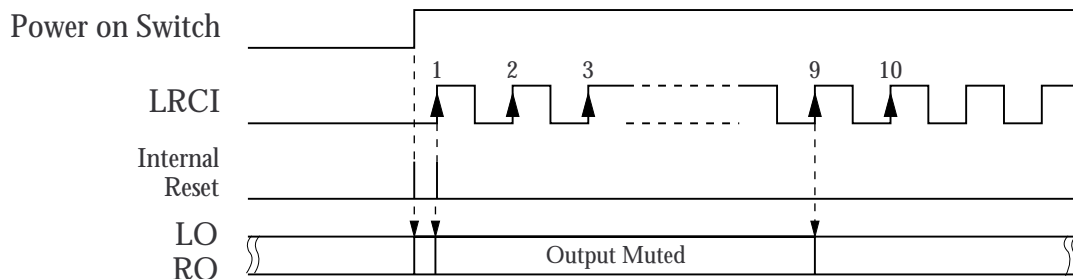 Power on Switch
1 2 3 9 10
LRCI
Internal
Reset
LO
Output Muted
RO